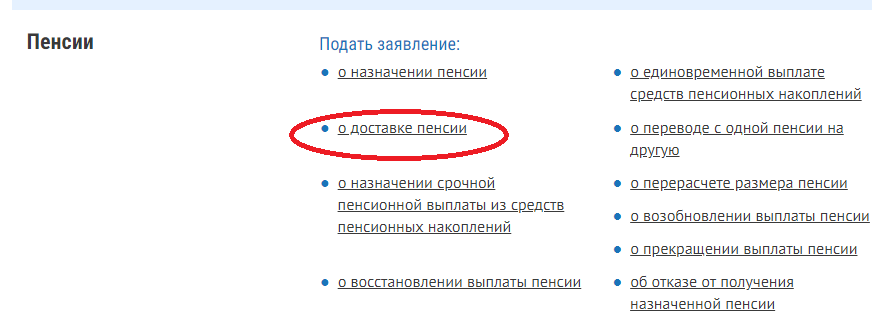 Пенсии
Подать заявление:
о назначении пенсии
о доставке пенсии
о назначении срочной
пенсионной выплаты из средств
пенсионных накоплений
о восстановлении выплаты пенсии
о единовременной выплате
средств пенсионных накоплений
о переводе с одной пенсии на
другую
о перерасчете размера пенсии
о возобновлении выплаты пенсии
о прекращении выплаты пенсии
об отказе от получения
назначенной пенсии